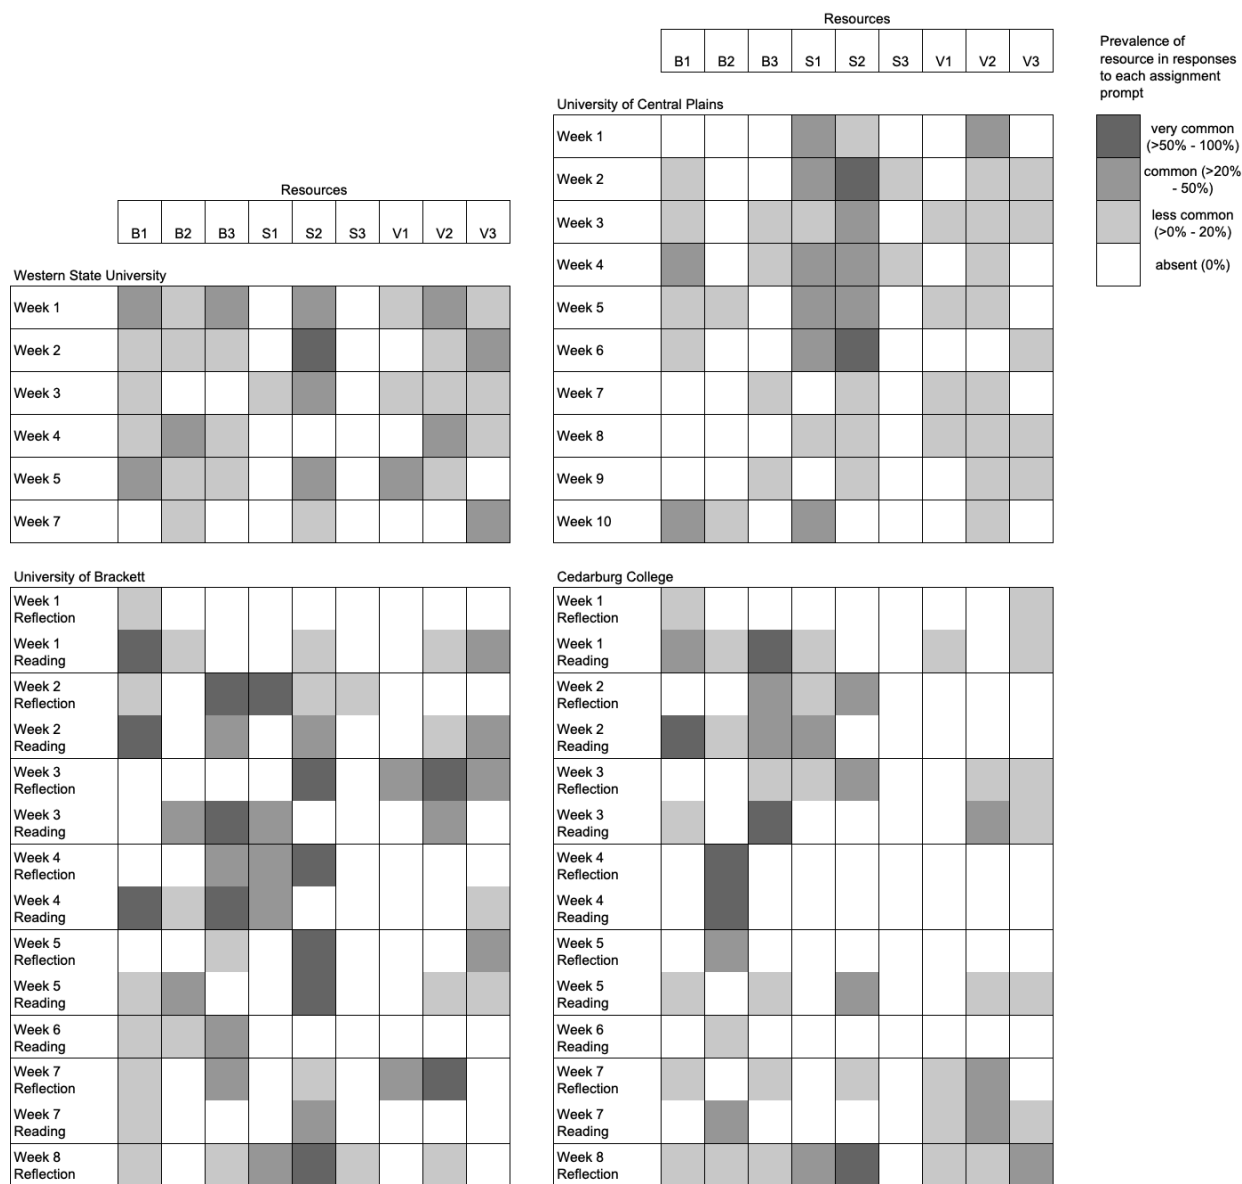 Resources
B1 B2 B3 S1 S2 S3 V1 V2 V3
Prevalence of
resource in responses
to each assignment
prompt
very common
(>50% - 100%)
common (>20%
- 50%)
less common
(>0% - 20%)
absent (0%)
University of Central Plains
Week 1
Week 2
Week 3
Week 4
Week 5
Week 6
Week 7
Week 8
Week 9
Week 10
Resources
B1 B2 B3 S1 S2 S3 V1 V2 V3
Western State University
Week 1
Week 2
Week 3
Week 4
Week 5
Week 7
University of Brackett
Week 1
Reflection
Week 1
Reading
Week 2
Reflection
Week 2
Reading
Week 3
Reflection
Week 3
Reading
Week 4
Reflection
Week 4
Reading
Week 5
Reflection
Week 5
Reading
Week 6
Reading
Week 7
Reflection
Week 7
Reading
Week 8
Reflection
Cedarburg College
Week 1
Reflection
Week 1
Reading
Week 2
Reflection
Week 2
Reading
Week 3
Reflection
Week 3
Reading
Week 4
Reflection
Week 4
Reading
Week 5
Reflection
Week 5
Reading
Week 6
Reading
Week 7
Reflection
Week 7
Reading
Week 8
Reflection